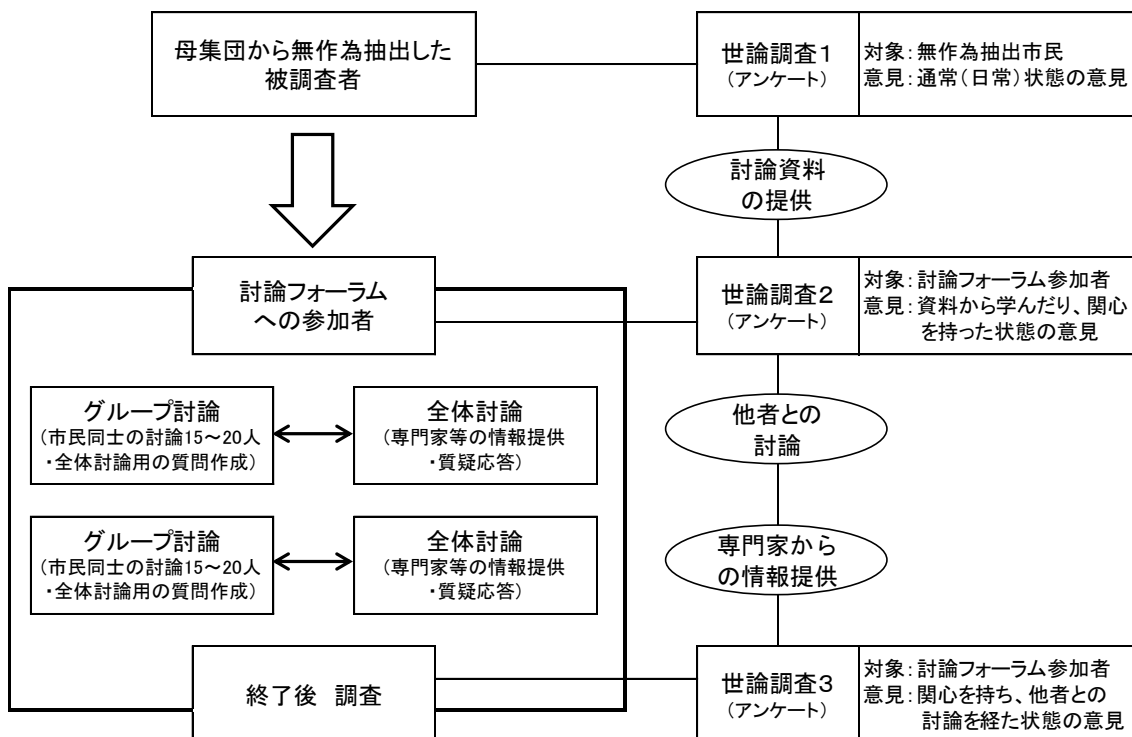 母集団から無作為抽出した
被調査者
世論調査1
(アンケート)
対象:無作為抽出市民
意見:通常(日常)状態の意見
討論資料
の提供
討論フォーラム
への参加者
世論調査2
(アンケート)
対象:討論フォーラム参加者
意見:資料から学んだり、関心
を持った状態の意見
グループ討論
(市民同士の討論15~20人
・全体討論用の質問作成)
全体討論
(専門家等の情報提供
・質疑応答)
他者との
討論
グループ討論
(市民同士の討論15~20人
・全体討論用の質問作成)
全体討論
(専門家等の情報提供
・質疑応答)
専門家から
の情報提供
終了後 調査
世論調査3
(アンケート)
対象:討論フォーラム参加者
意見:関心を持ち、他者との
討論を経た状態の意見